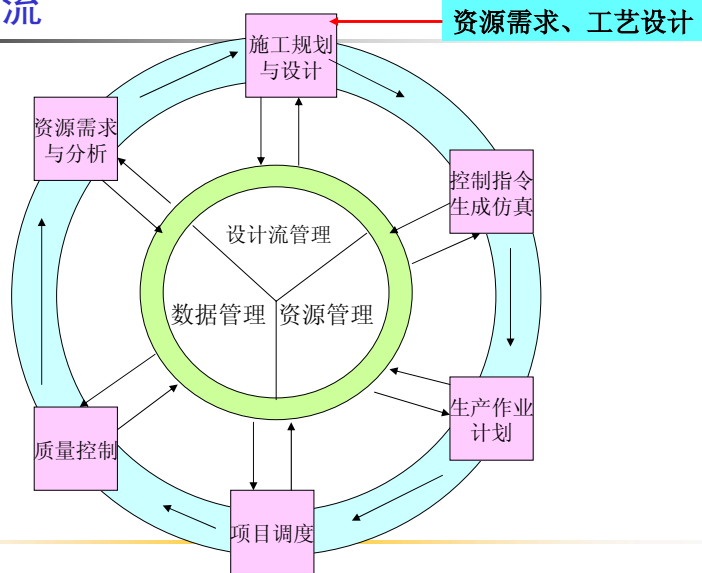 流
资源需求、工艺设计
施工规划
与设计
资源需求
与分析
控制指令
生成仿真
设计流管理
数据管理
资源管理
生产作业
计划
质量控制
项目调度